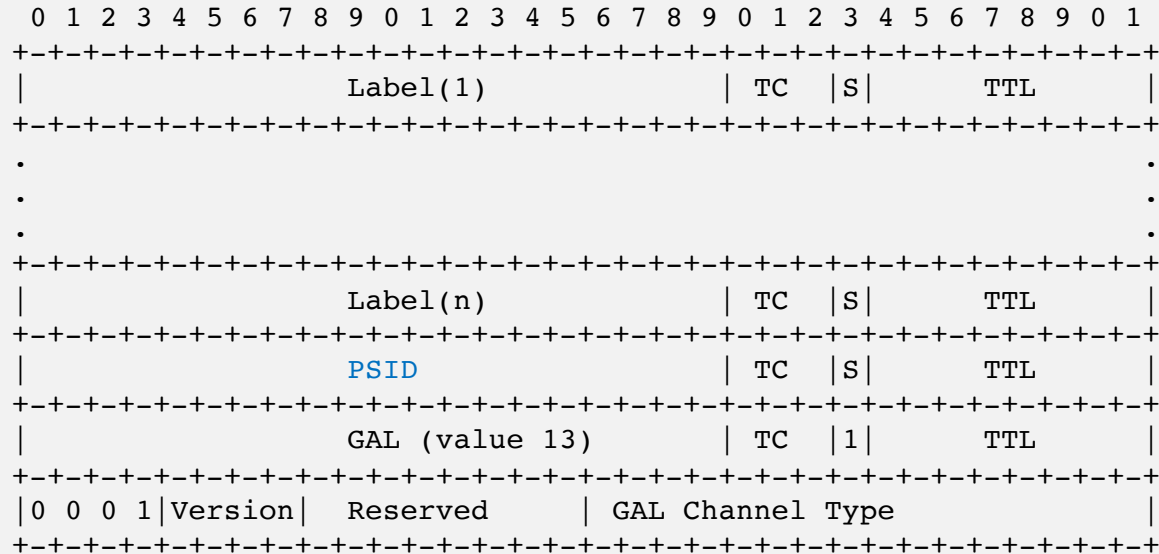 0 1 2 3 4 5 6 7 8 9 0 1 2 3 4 5 6 7 8 9 0 1 2 3 4 5 6 7 8 9 0 1
+-+-+-+-+-+-+-+-+-+-+-+-+-+-+-+-+-+-+-+-+-+-+-+-+-+-+-+-+-+-+-+-+
|                  Label(1)             | TC  |S|      TTL      |
+-+-+-+-+-+-+-+-+-+-+-+-+-+-+-+-+-+-+-+-+-+-+-+-+-+-+-+-+-+-+-+-+
.                                                               .
.                                                               .
.                                                               .
+-+-+-+-+-+-+-+-+-+-+-+-+-+-+-+-+-+-+-+-+-+-+-+-+-+-+-+-+-+-+-+-+
|                  Label(n)             | TC  |S|      TTL      |
+-+-+-+-+-+-+-+-+-+-+-+-+-+-+-+-+-+-+-+-+-+-+-+-+-+-+-+-+-+-+-+-+
|                  PSID                 | TC  |S|      TTL      |
+-+-+-+-+-+-+-+-+-+-+-+-+-+-+-+-+-+-+-+-+-+-+-+-+-+-+-+-+-+-+-+-+
|                  GAL (value 13)       | TC  |1|      TTL      |
+-+-+-+-+-+-+-+-+-+-+-+-+-+-+-+-+-+-+-+-+-+-+-+-+-+-+-+-+-+-+-+-+
|0 0 0 1|Version|  Reserved     | GAL Channel Type              |
+-+-+-+-+-+-+-+-+-+-+-+-+-+-+-+-+-+-+-+-+-+-+-+-+-+-+-+-+-+-+-+-+